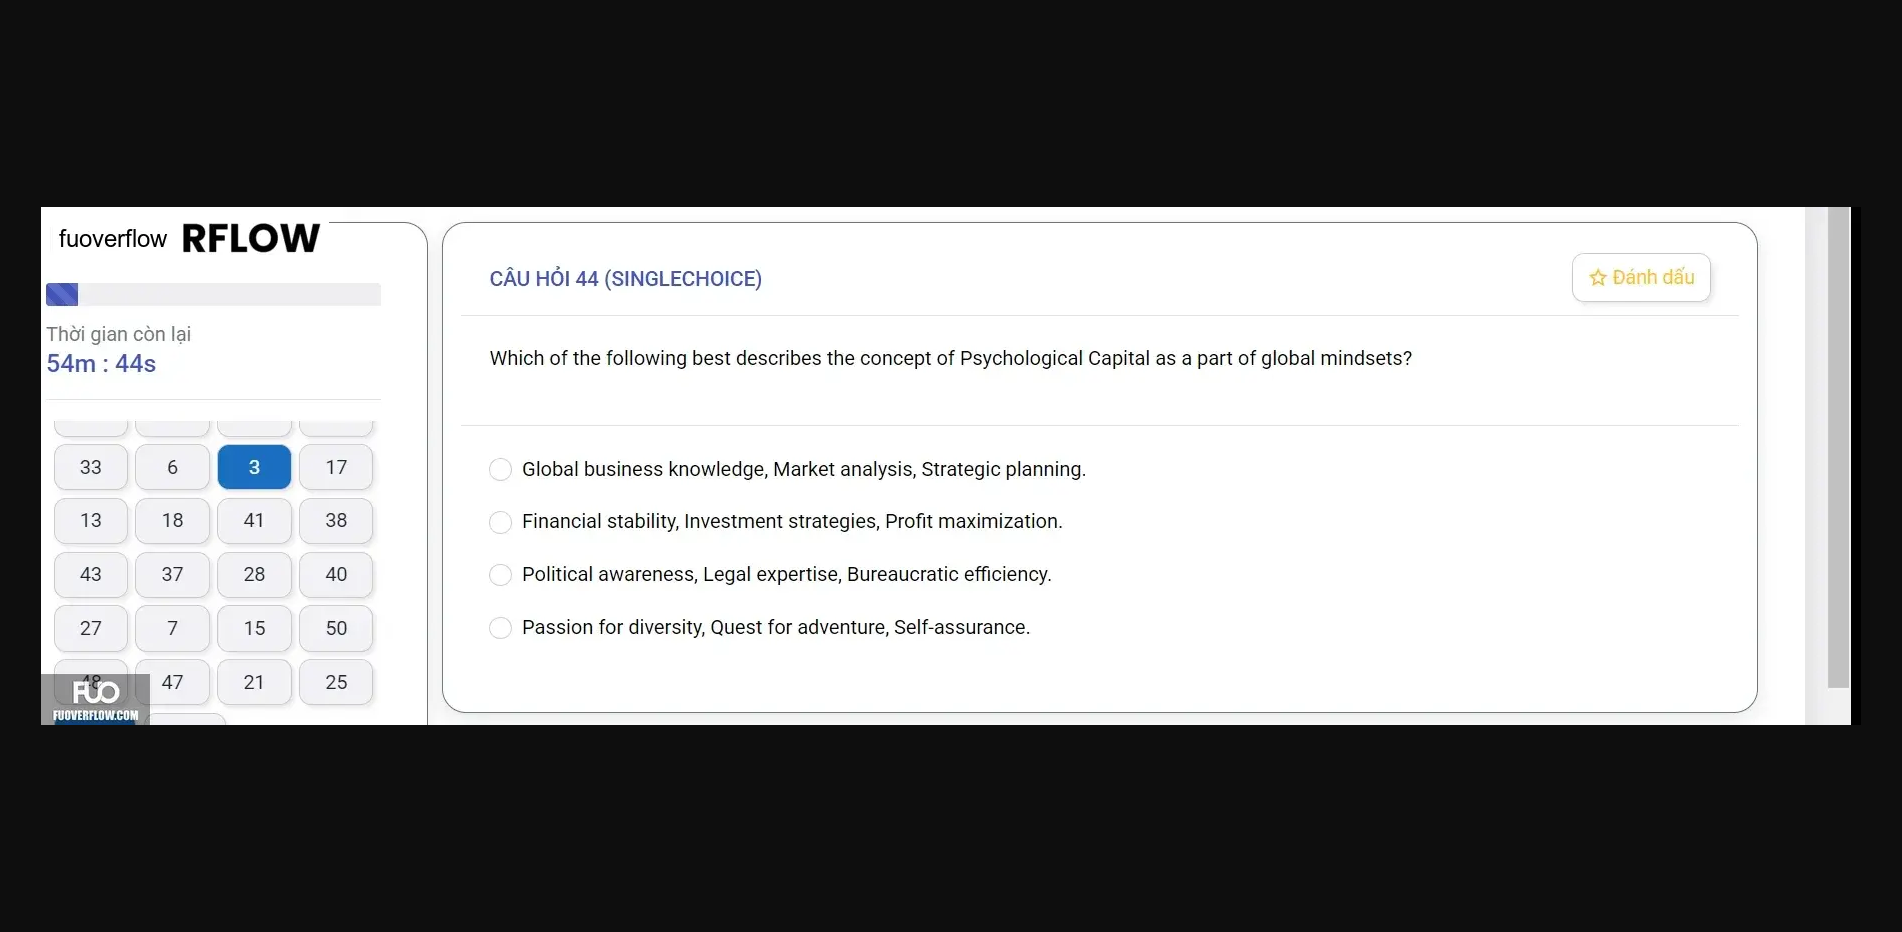 fuoverflow RFLOW
Thời gian còn lại
54m : 44s
33 6 3 17
13 18 41 38
43 37 28 40
27 7 15 50
48 47 21 25
FUO
FUOVERFLOW.COM
CÂU HỎI 44 (SINGLECHOICE)
Đánh dấu
Which of the following best describes the concept of Psychological Capital as a part of global mindsets?
Global business knowledge, Market analysis, Strategic planning.
Financial stability, Investment strategies, Profit maximization.
Political awareness, Legal expertise, Bureaucratic efficiency.
Passion for diversity, Quest for adventure, Self-assurance.